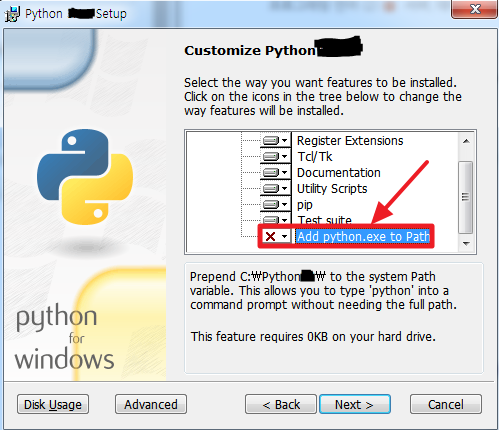 Python Setup
Customize Python
Select the way you want features to be installed.
Click on the icons in the tree below to change the
way features will be installed.
Register Extensions
Tcl/Tk
Documentation
Utility Scripts
pip
Test suite
Add python.exe to Path
Prepend C:₩Python ₩ to the system Path
variable. This allows you to type 'python' into a
command prompt without needing the full path.
This feature requires 0KB on your hard drive.
python
for
windows
Disk Usage
Advanced
< Back
Next >
Cancel